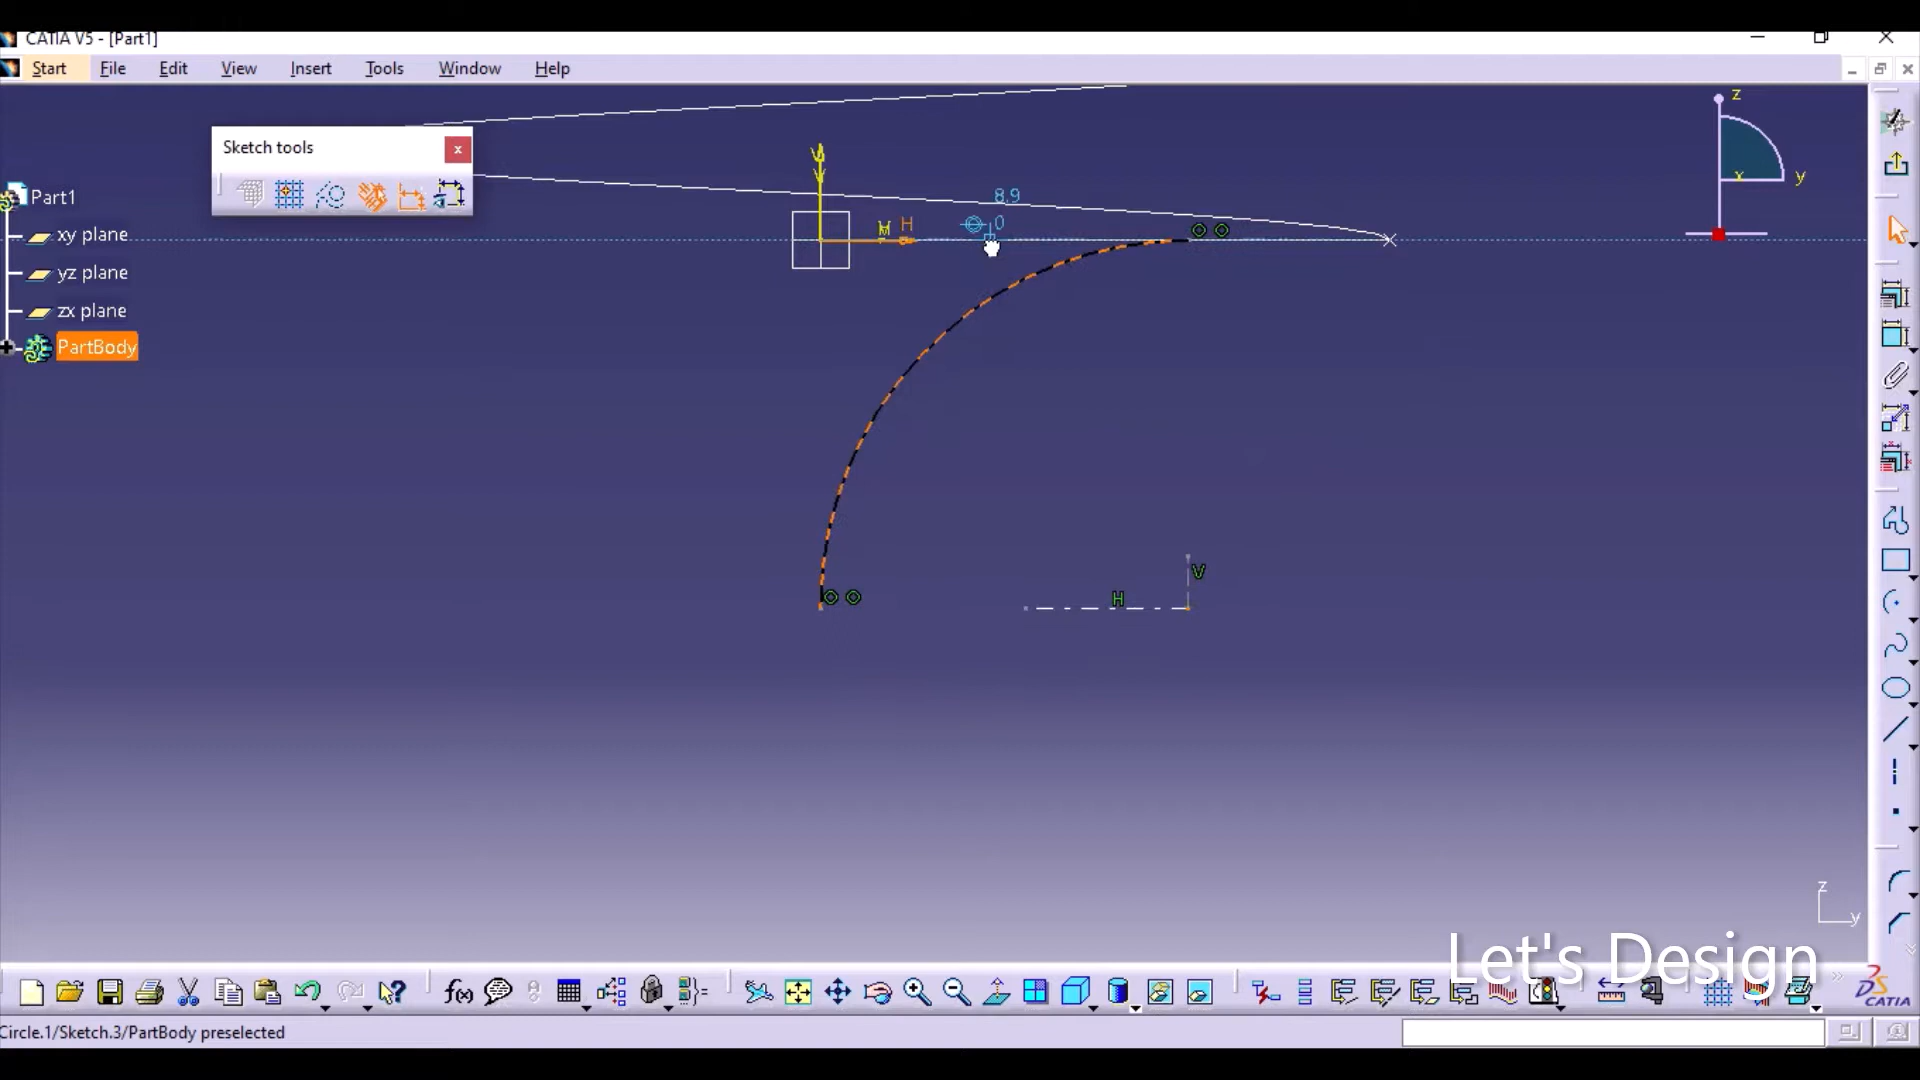 CATIA V5 - [Part1]
Start File Edit View Insert Tools Window Help
z
Sketch tools
x
V
x y
Part1
8.9
H H 0
xy plane
yz plane
zx plane
PartBody
V
H
z
y
Let's Design
f(x)
CATIA
Circle.1/Sketch.3/PartBody preselected